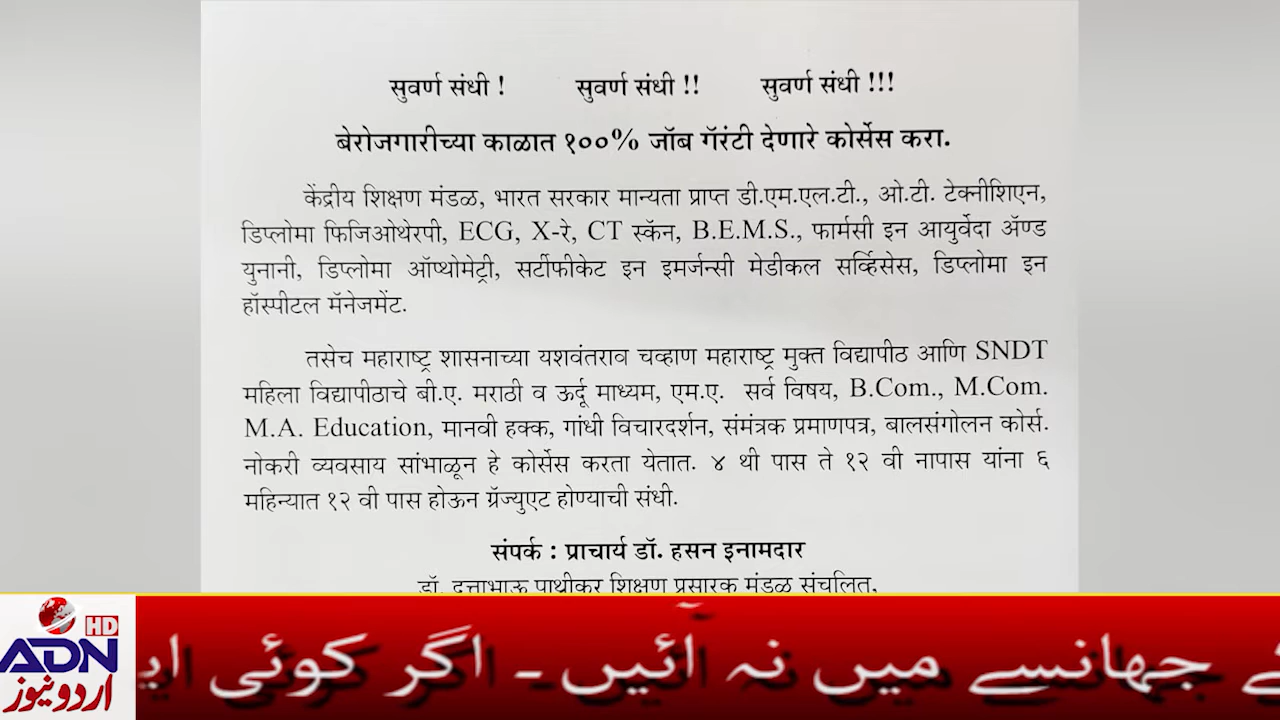 सुवर्ण संधी ! सुवर्ण संधी !! सुवर्ण संधी !!!
बेरोजगारीच्या काळात १००% जॉब गॅरंटी देणारे कोर्सेस करा.
केंद्रीय शिक्षण मंडळ, भारत सरकार मान्यता प्राप्त डी.एम.एल.टी., ओ.टी. टेक्नीशिएन,
डिप्लोमा फिजिओथेरपी, ECG, X-रे, CT स्कॅन, B.E.M.S., फार्मसी इन आयुर्वेदा ॲण्ड
युनानी, डिप्लोमा ऑप्थोमेट्री, सर्टीफीकेट इन इमर्जन्सी मेडीकल सर्व्हिसेस, डिप्लोमा इन
हॉस्पीटल मॅनेजमेंट.
तसेच महाराष्ट्र शासनाच्या यशवंतराव चव्हाण महाराष्ट्र मुक्त विद्यापीठ आणि SNDT
महिला विद्यापीठाचे बी.ए. मराठी व ऊर्दू माध्यम, एम.ए. सर्व विषय, B.Com., M.Com.
M.A. Education, मानवी हक्क, गांधी विचारदर्शन, संमंत्रक प्रमाणपत्र, बालसंगोलन कोर्स.
नोकरी व्यवसाय सांभाळून हे कोर्सेस करता येतात. ४ थी पास ते १२ वी नापास यांना ६
महिन्यात १२ वी पास होऊन ग्रॅज्युएट होण्याची संधी.
संपर्क : प्राचार्य डॉ. हसन इनामदार
डॉ. दत्ताभाऊ पाथ्रीकर शिक्षण प्रसारक मंडळ संचलित,
HD
ADN
اردو نیوز
جھانسے میں نہ آئیں۔ اگر کوئی